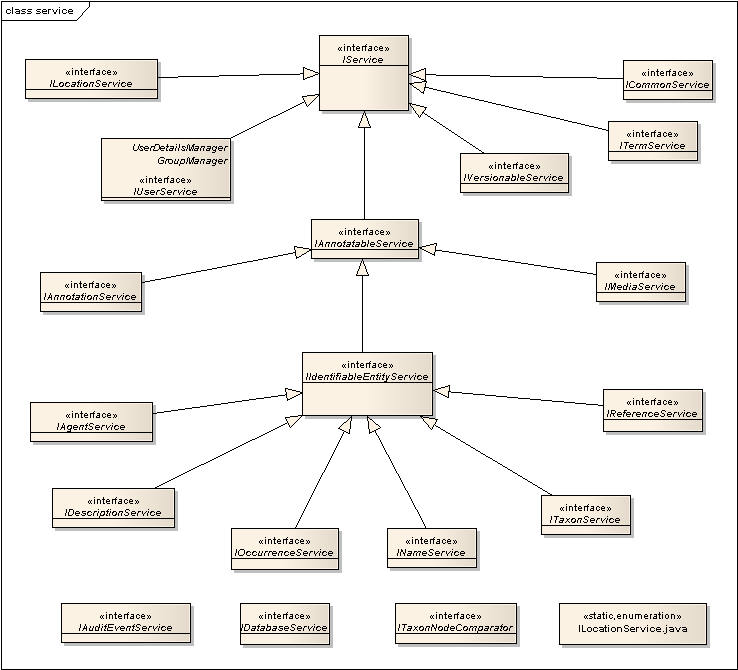 class service
«interface»
IService
«interface»
ILocationService
«interface»
ICommonService
«interface»
ITermService
UserDetailsManager
GroupManager
«interface»
IUserService
«interface»
IVersionableService
«interface»
IAnnotatableService
«interface»
IAnnotationService
«interface»
IMediaService
«interface»
IIdentifiableEntityService
«interface»
IAgentService
«interface»
IReferenceService
«interface»
IDescriptionService
«interface»
ITaxonService
«interface»
IOccurrenceService
«interface»
INameService
«interface»
IAuditEventService
«interface»
IDatabaseService
«interface»
ITaxonNodeComparator
«static,enumeration»
ILocationService.java